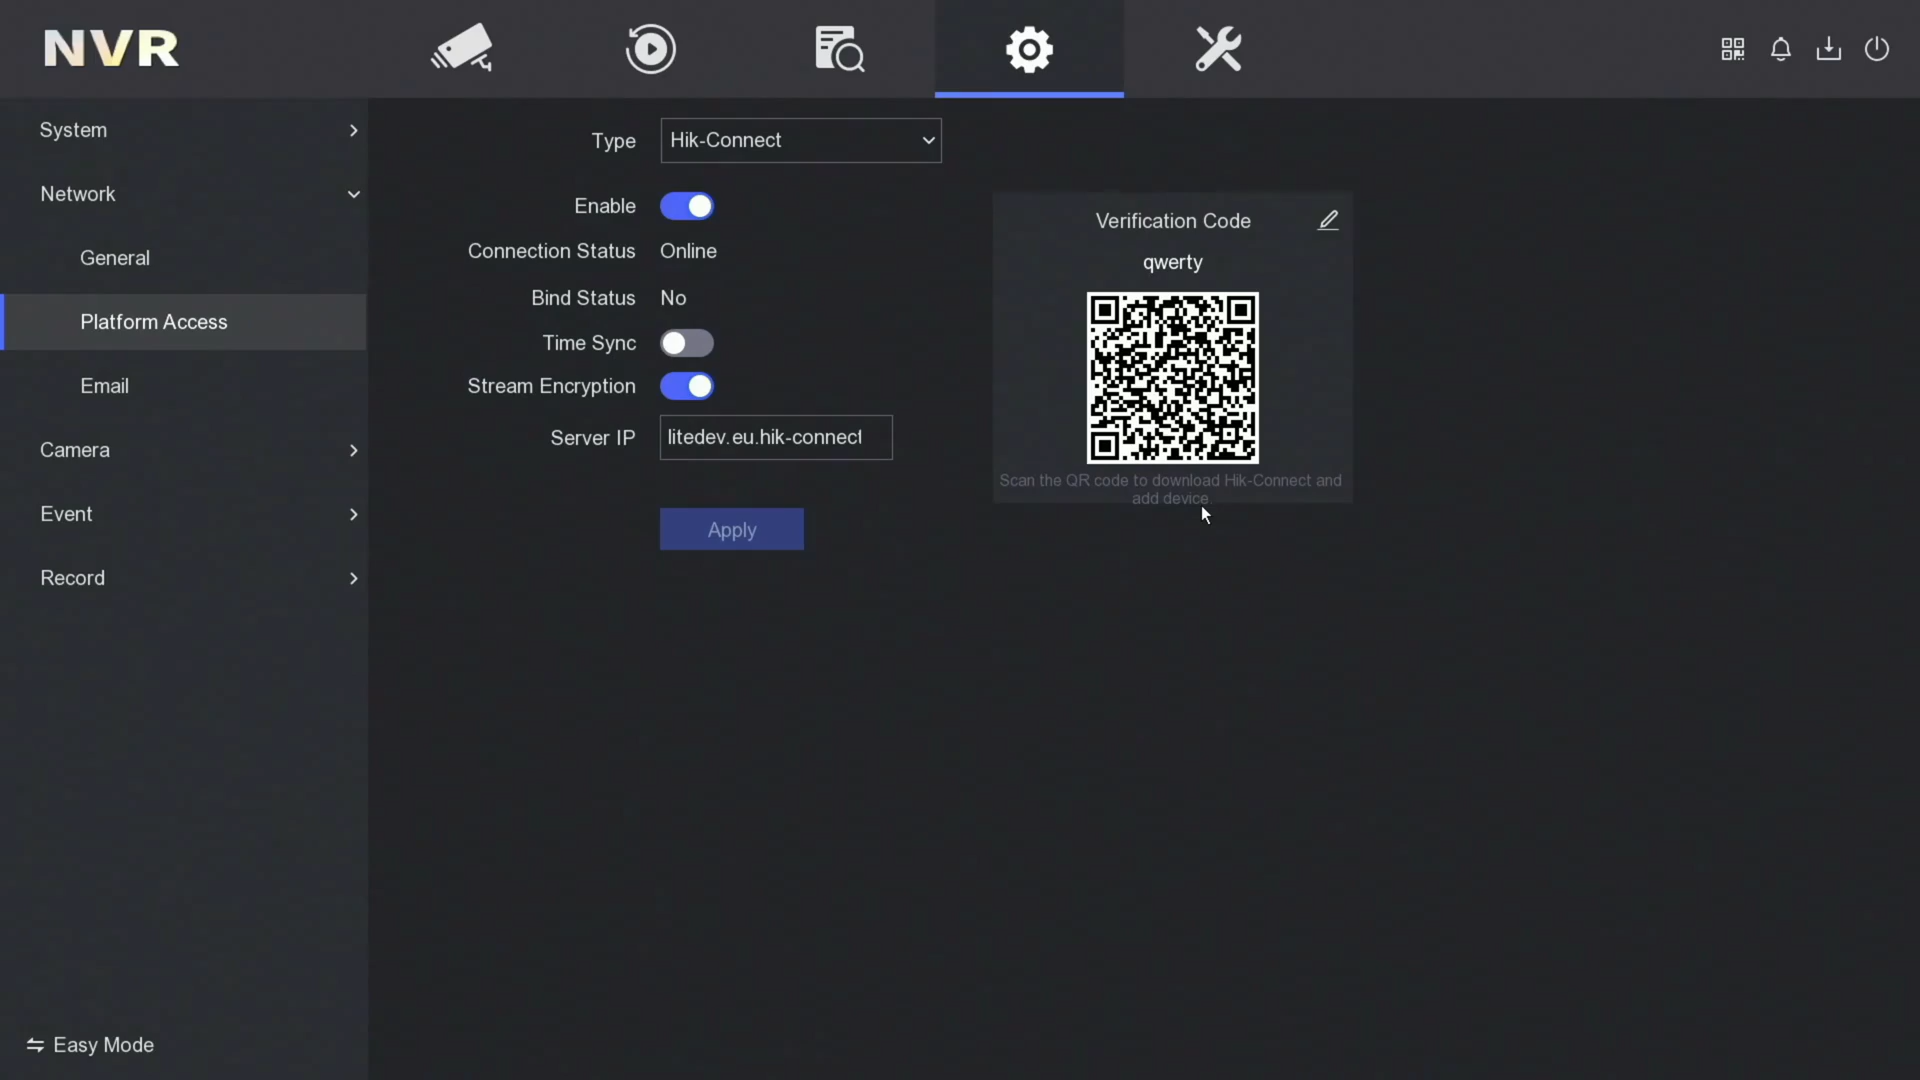 NVR
System
Network
General
Platform Access
Email
Camera
Event
Record
Easy Mode
Type Hik-Connect
Enable
Connection Status Online
Bind Status No
Time Sync
Stream Encryption
Server IP litedev.eu.hik-connect
Apply
Verification Code
qwerty
Scan the QR code to download Hik-Connect and
add device.